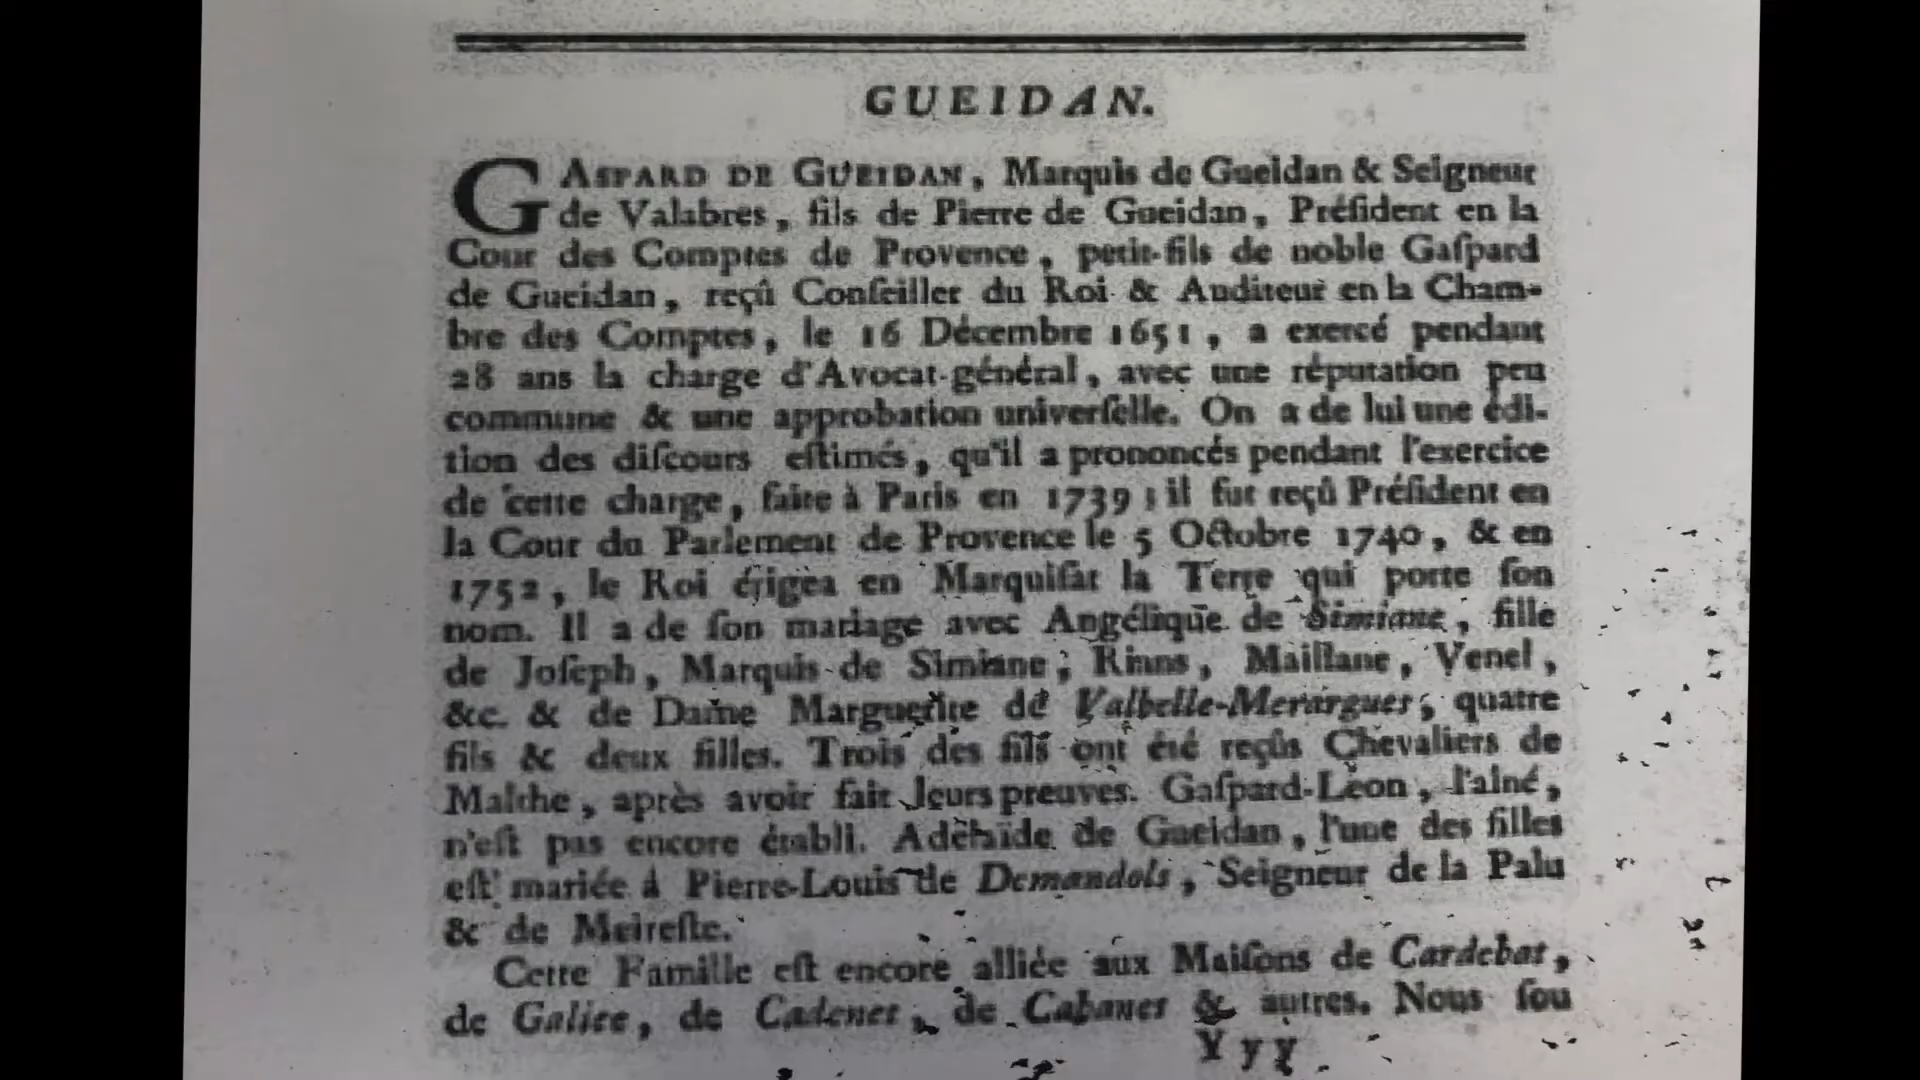 GUEIDAN.
GASPARD DE GUEIDAN, Marquis de Gueidan & Seigneur
de Valabres, fils de Pierre de Gueidan, Préſident en la
Cour des Comptes de Provence, petit-fils de noble Gaſpard
de Gueidan, reçû Conſeiller du Roi & Auditeur en la Cham-
bre des Comptes, le 16 Décembre 1651, a exercé pendant
28 ans la charge d'Avocat-général, avec une réputation peu
commune & une approbation univerſelle. On a de lui une édi-
tion des diſcours eſtimés, qu'il a prononcés pendant l'exercice
de cette charge, faite à Paris en 1739; il fut reçû Préſident en
la Cour du Parlement de Provence le 5 Octobre 1740, & en
1752, le Roi érigea en Marquiſat la Terre qui porte ſon
nom. Il a de ſon mariage avec Angélique de Simiane, fille
de Joſeph, Marquis de Simiane, Rians, Maillane, Venel,
&c. & de Dame Marguerite de Valbelle-Merargues, quatre
fils & deux filles. Trois des fils ont été reçûs Chevaliers de
Malthe, après avoir fait leurs preuves. Gaſpard-Léon, l'aîné,
n'eſt pas encore établi. Adélaïde de Gueidan, l'une des filles
eſt mariée à Pierre-Louis de Demandols, Seigneur de la Palu
& de Meireſte.
Cette Famille eſt encore alliée aux Maiſons de Cardebat,
de Galice, de Cadenet, de Cabanes & autres. Nous ſou
Yyy